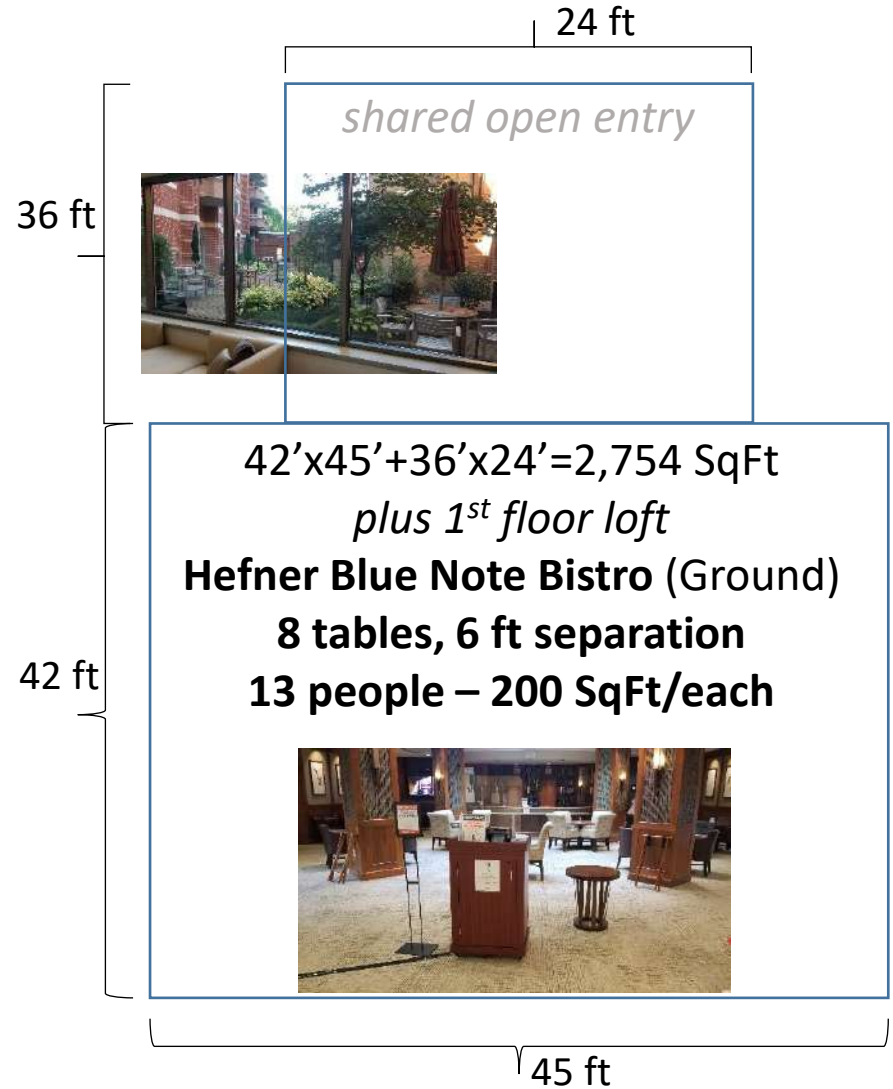 24 ft
shared open entry
36 ft
42’x45’+36’x24’=2,754 SqFt
plus 1st floor loft
Hefner Blue Note Bistro (Ground)
8 tables, 6 ft separation
42 ft
13 people – 200 SqFt/each
45 ft